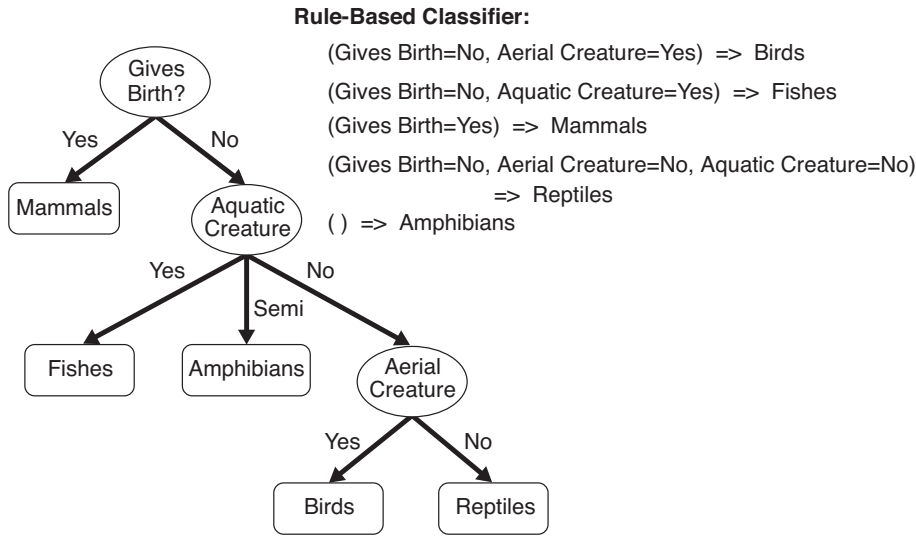 Rule-Based Classifier:
(Gives Birth=No, Aerial Creature=Yes) => Birds
(Gives Birth=No, Aquatic Creature=Yes) => Fishes
(Gives Birth=Yes) => Mammals
(Gives Birth=No, Aerial Creature=No, Aquatic Creature=No)
=> Reptiles
( ) => Amphibians
Gives
Birth?
Yes
No
Mammals
Aquatic
Creature
Yes
Semi
No
Fishes
Amphibians
Aerial
Creature
Yes
No
Birds
Reptiles